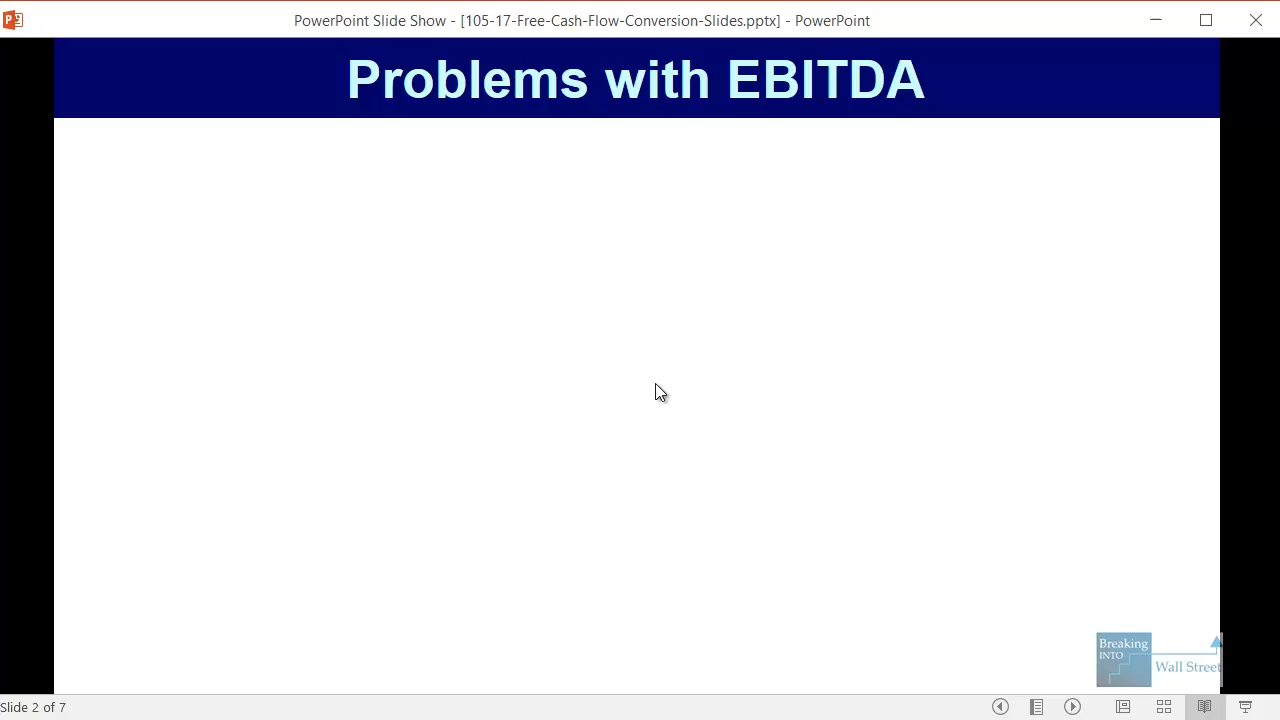 PowerPoint Slide Show - [105-17-Free-Cash-Flow-Conversion-Slides.pptx] - PowerPoint
Problems with EBITDA
Breaking
INTO
Wall Street
Slide 2 of 7